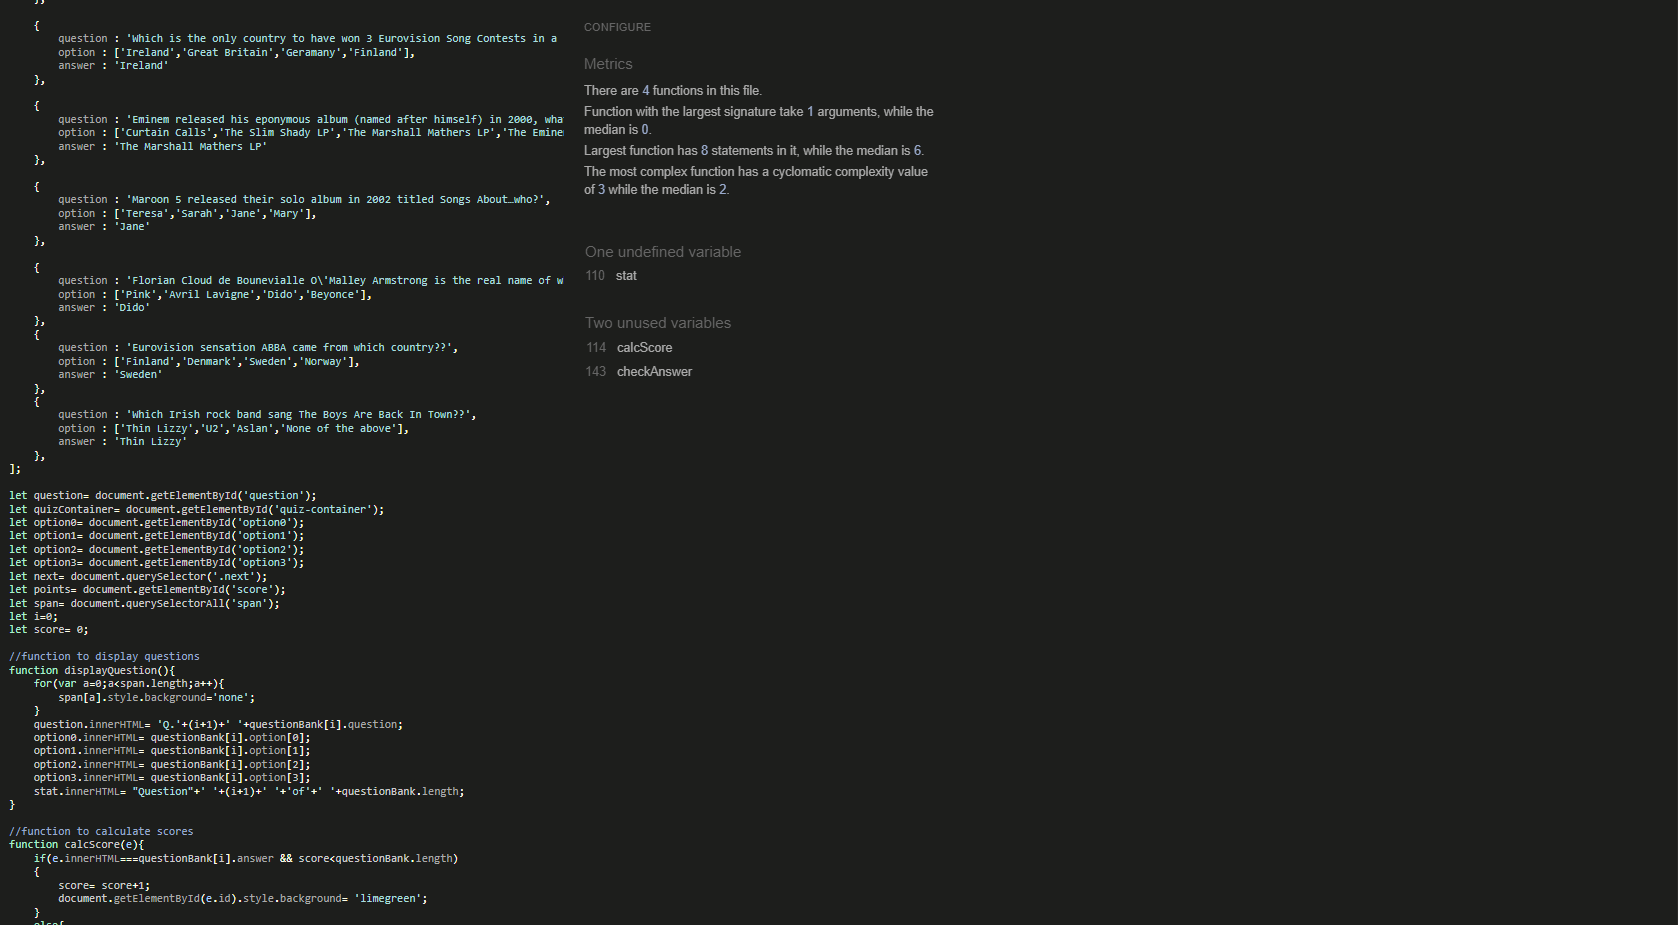 },
{
question : 'Which is the only country to have won 3 Eurovision Song Contests in a
option : ['Ireland','Great Britain','Geramany','Finland'],
answer : 'Ireland'
},
{
question : 'Eminem released his eponymous album (named after himself) in 2000, wha
option : ['Curtain Calls','The Slim Shady LP','The Marshall Mathers LP','The Emine
answer : 'The Marshall Mathers LP'
},
{
question : 'Maroon 5 released their solo album in 2002 titled Songs About…who?',
option : ['Teresa','Sarah','Jane','Mary'],
answer : 'Jane'
},
{
question : 'Florian Cloud de Bounevialle O\'Malley Armstrong is the real name of w
option : ['Pink','Avril Lavigne','Dido','Beyonce'],
answer : 'Dido'
},
{
question : 'Eurovision sensation ABBA came from which country??',
option : ['Finland','Denmark','Sweden','Norway'],
answer : 'Sweden'
},
{
question : 'Which Irish rock band sang The Boys Are Back In Town??',
option : ['Thin Lizzy','U2','Aslan','None of the above'],
answer : 'Thin Lizzy'
},
];
let question= document.getElementById('question');
let quizContainer= document.getElementById('quiz-container');
let option0= document.getElementById('option0');
let option1= document.getElementById('option1');
let option2= document.getElementById('option2');
let option3= document.getElementById('option3');
let next= document.querySelector('.next');
let points= document.getElementById('score');
let span= document.querySelectorAll('span');
let i=0;
let score= 0;
//function to display questions
function displayQuestion(){
for(var a=0;a<span.length;a++){
span[a].style.background='none';
}
question.innerHTML= 'Q.'+(i+1)+' '+questionBank[i].question;
option0.innerHTML= questionBank[i].option[0];
option1.innerHTML= questionBank[i].option[1];
option2.innerHTML= questionBank[i].option[2];
option3.innerHTML= questionBank[i].option[3];
stat.innerHTML= "Question"+' '+(i+1)+' '+'of'+' '+questionBank.length;
}
//function to calculate scores
function calcScore(e){
if(e.innerHTML===questionBank[i].answer && score<questionBank.length)
{
score= score+1;
document.getElementById(e.id).style.background= 'limegreen';
}
else{
CONFIGURE
Metrics
There are 4 functions in this file.
Function with the largest signature take 1 arguments, while the
median is 0.
Largest function has 8 statements in it, while the median is 6.
The most complex function has a cyclomatic complexity value
of 3 while the median is 2.
One undefined variable
110 stat
Two unused variables
114 calcScore
143 checkAnswer